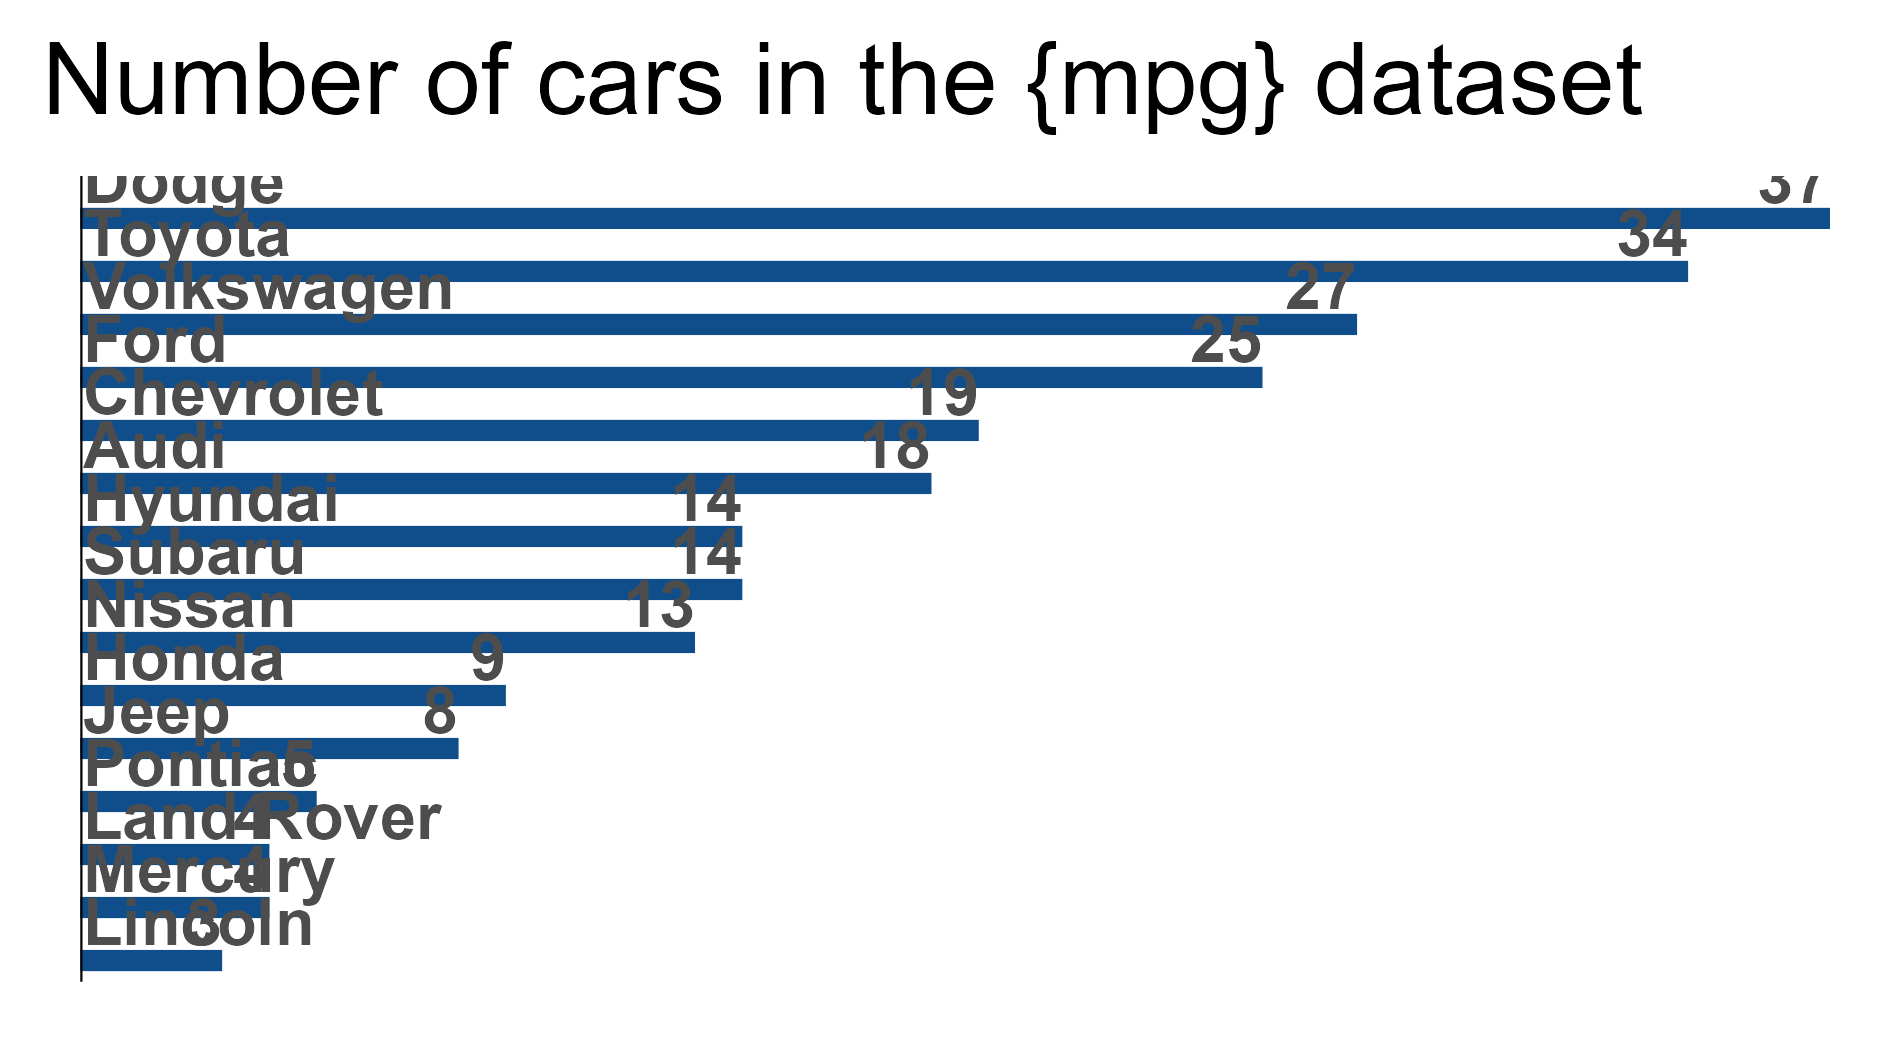 Number of cars in the {mpg} dataset
Dodge 37
Toyota 34
Volkswagen 27
Ford 25
Chevrolet 19
Audi 18
Hyundai 14
Subaru 14
Nissan 13
Honda 9
Jeep 8
Pontiac 5
Land Rover 4
Mercury 4
Lincoln 3